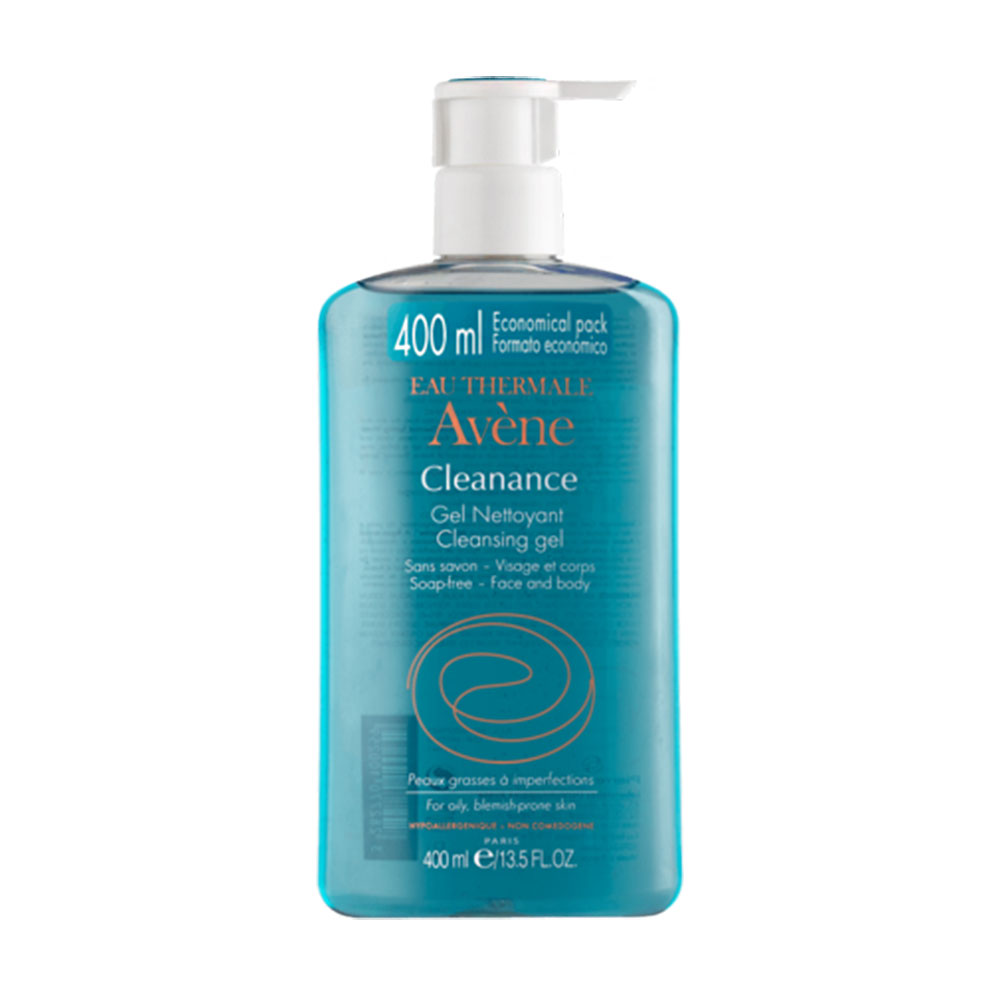 400 ml Economical pack
Formato económico
EAU THERMALE
Avène
Cleanance
Gel Nettoyant
Cleansing gel
Sans savon - Visage et corps
Soap-free - Face and body
Peaux grasses à imperfections
For oily, blemish-prone skin
HYPOALLERGENIQUE - NON COMEDOGENE
PARIS
400 ml e/13.5 FL.OZ.